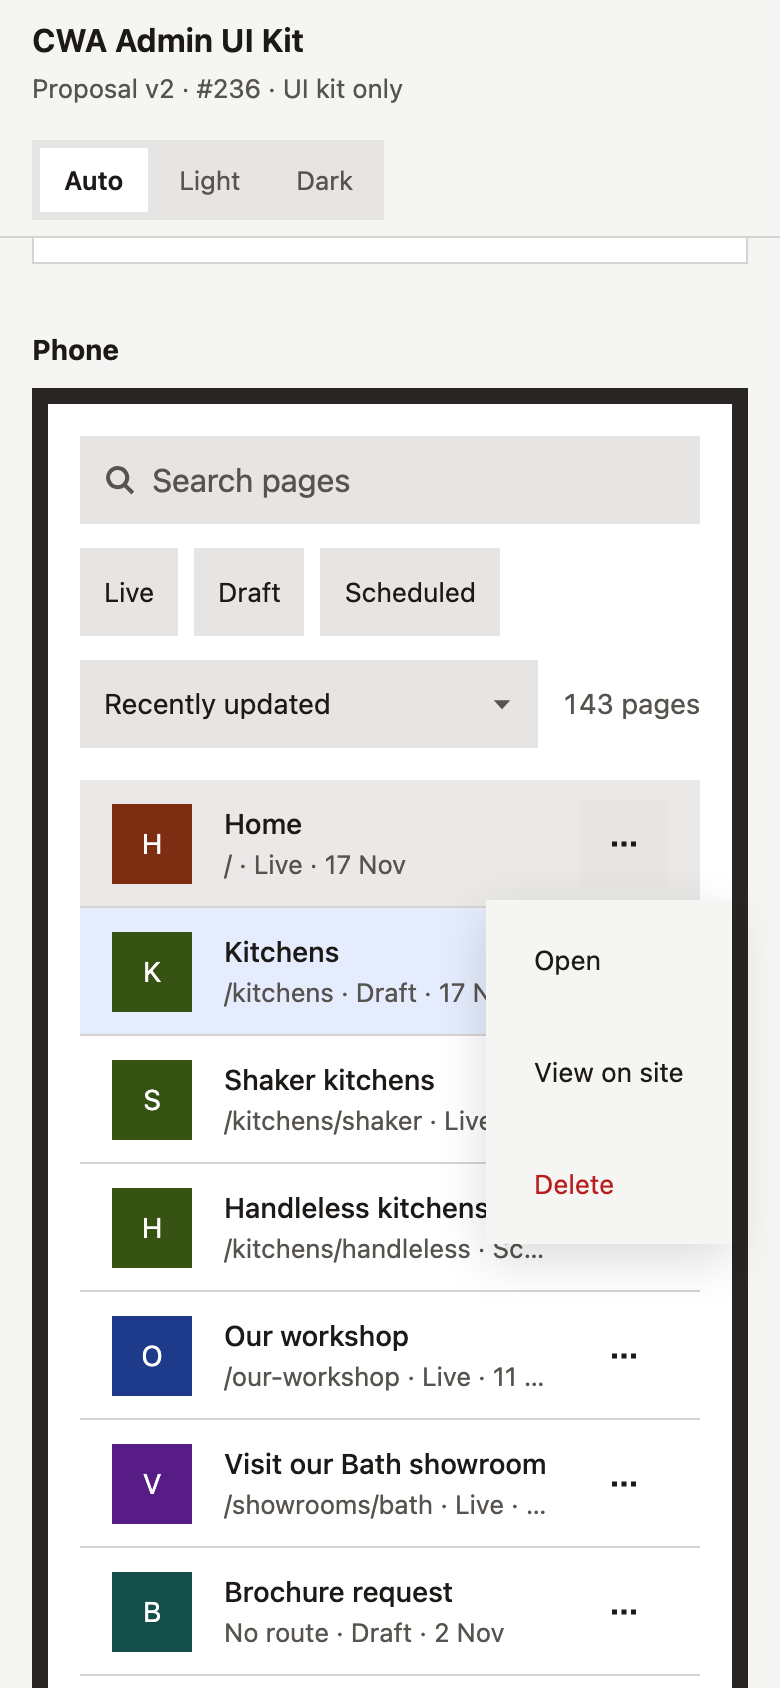 CWA Admin UI Kit
Proposal v2 · #236 · UI kit only
Auto Light Dark
Phone
Search pages
Live Draft Scheduled
Recently updated 143 pages
H Home
/ · Live · 17 Nov
K Kitchens
/kitchens · Draft · 17 N
Open
S Shaker kitchens
/kitchens/shaker · Live
View on site
H Handleless kitchens
/kitchens/handleless · Sc...
Delete
O Our workshop
/our-workshop · Live · 11 ...
V Visit our Bath showroom
/showrooms/bath · Live · ...
B Brochure request
No route · Draft · 2 Nov